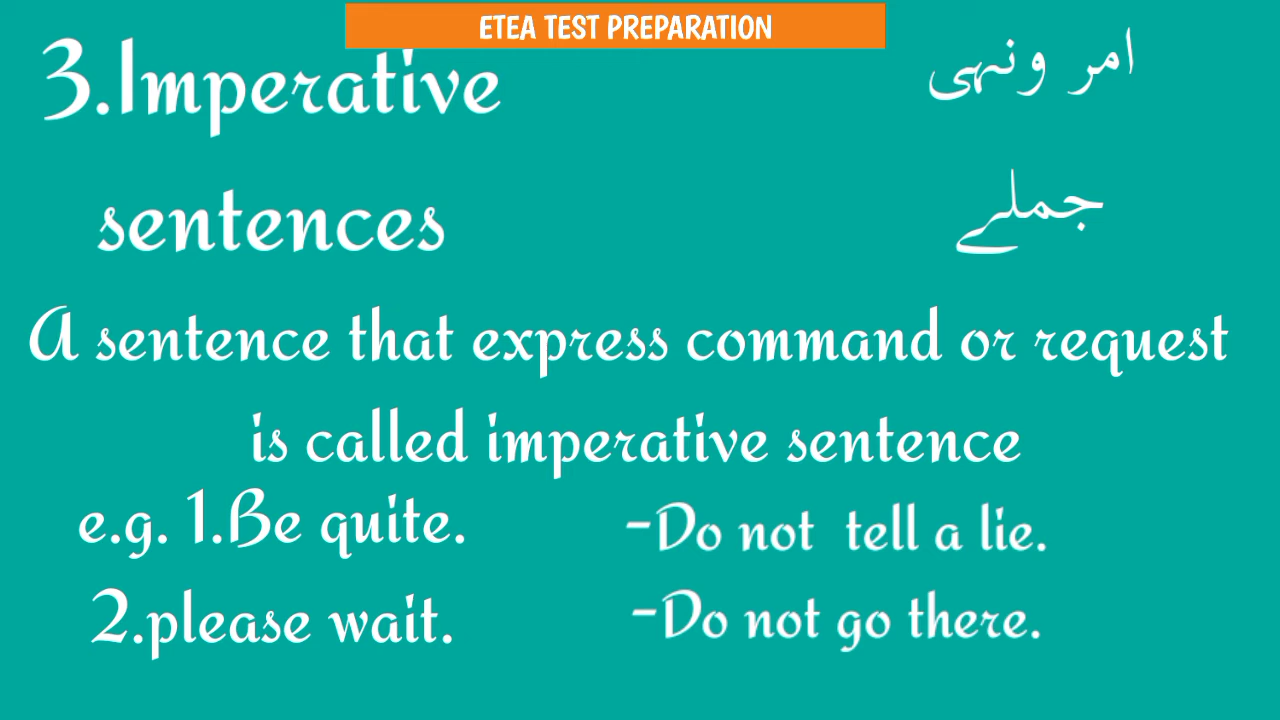 ETEA TEST PREPARATION
3.Imperative
امر ونہی
sentences
جملے
A sentence that express command or request
is called imperative sentence
e.g. 1.Be quite.
-Do not tell a lie.
2.please wait.
-Do not go there.